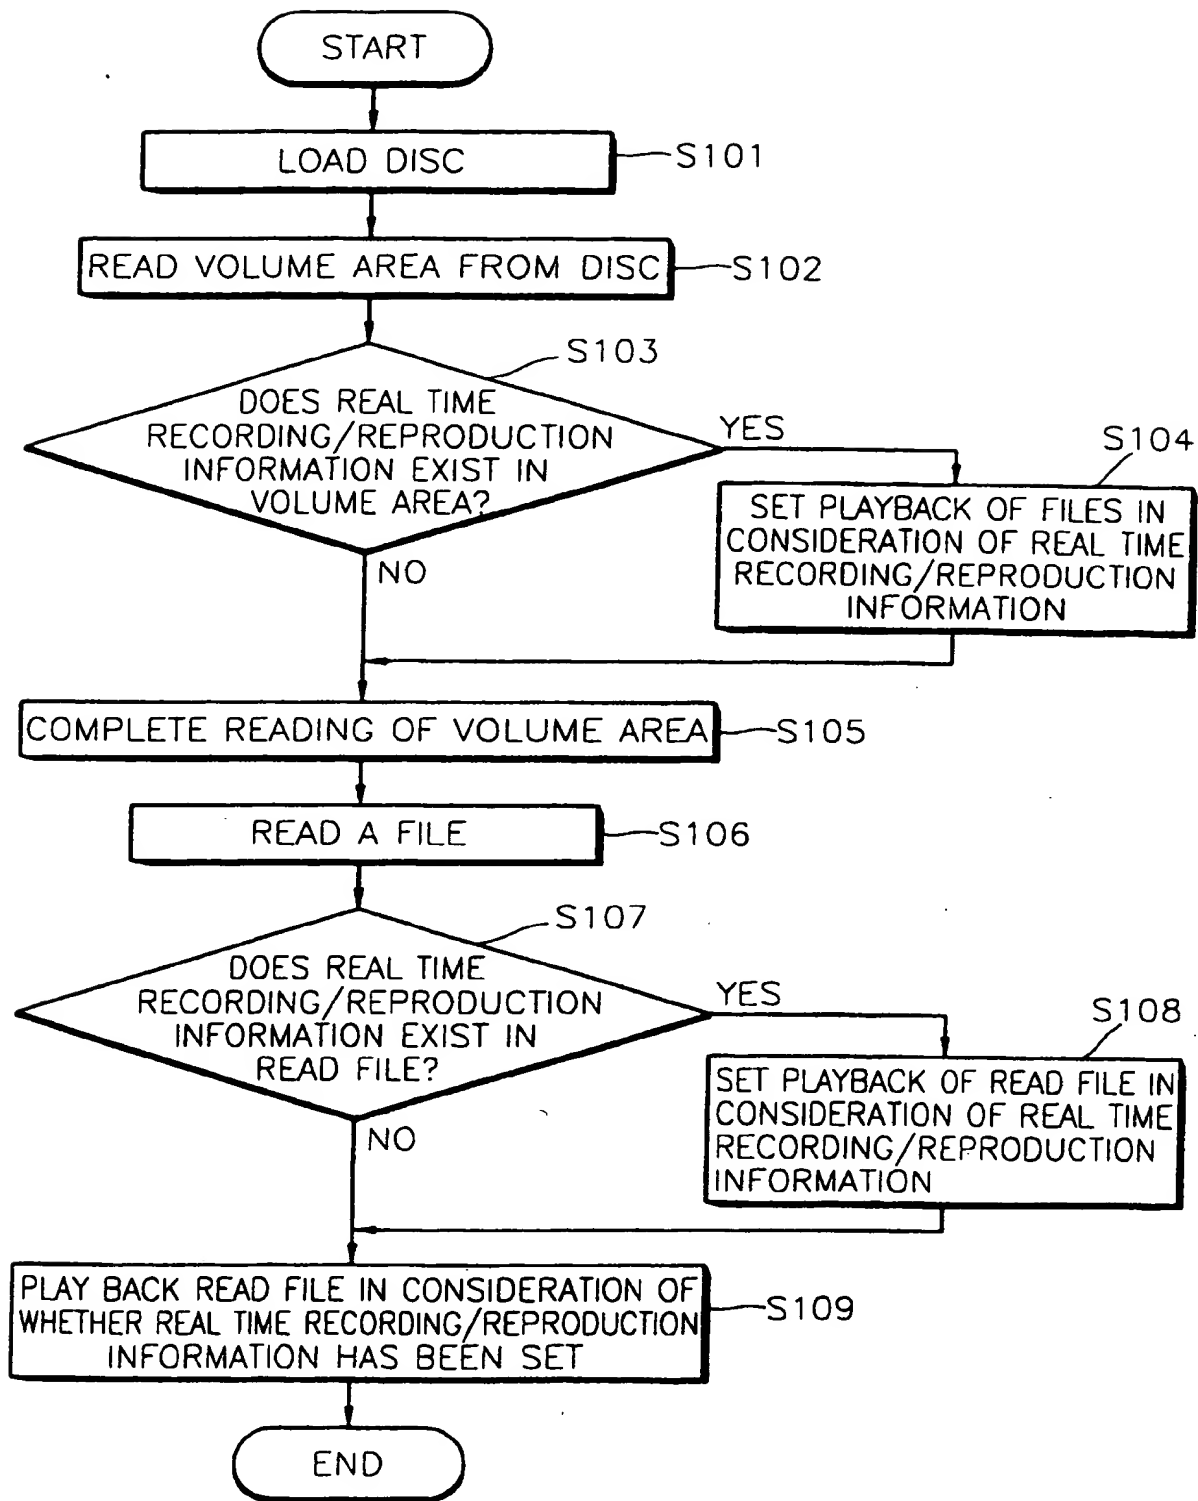 START
LOAD DISC
S101
READ VOLUME AREA FROM DISC
S102
S103
DOES REAL TIME
RECORDING/REPRODUCTION
INFORMATION EXIST IN
VOLUME AREA?
YES
NO
S104
SET PLAYBACK OF FILES IN
CONSIDERATION OF REAL TIME
RECORDING/REPRODUCTION
INFORMATION
COMPLETE READING OF VOLUME AREA
S105
READ A FILE
S106
S107
DOES REAL TIME
RECORDING/REPRODUCTION
INFORMATION EXIST IN
READ FILE?
YES
NO
S108
SET PLAYBACK OF READ FILE IN
CONSIDERATION OF REAL TIME
RECORDING/REPRODUCTION
INFORMATION
PLAY BACK READ FILE IN CONSIDERATION OF
WHETHER REAL TIME RECORDING/REPRODUCTION
INFORMATION HAS BEEN SET
S109
END